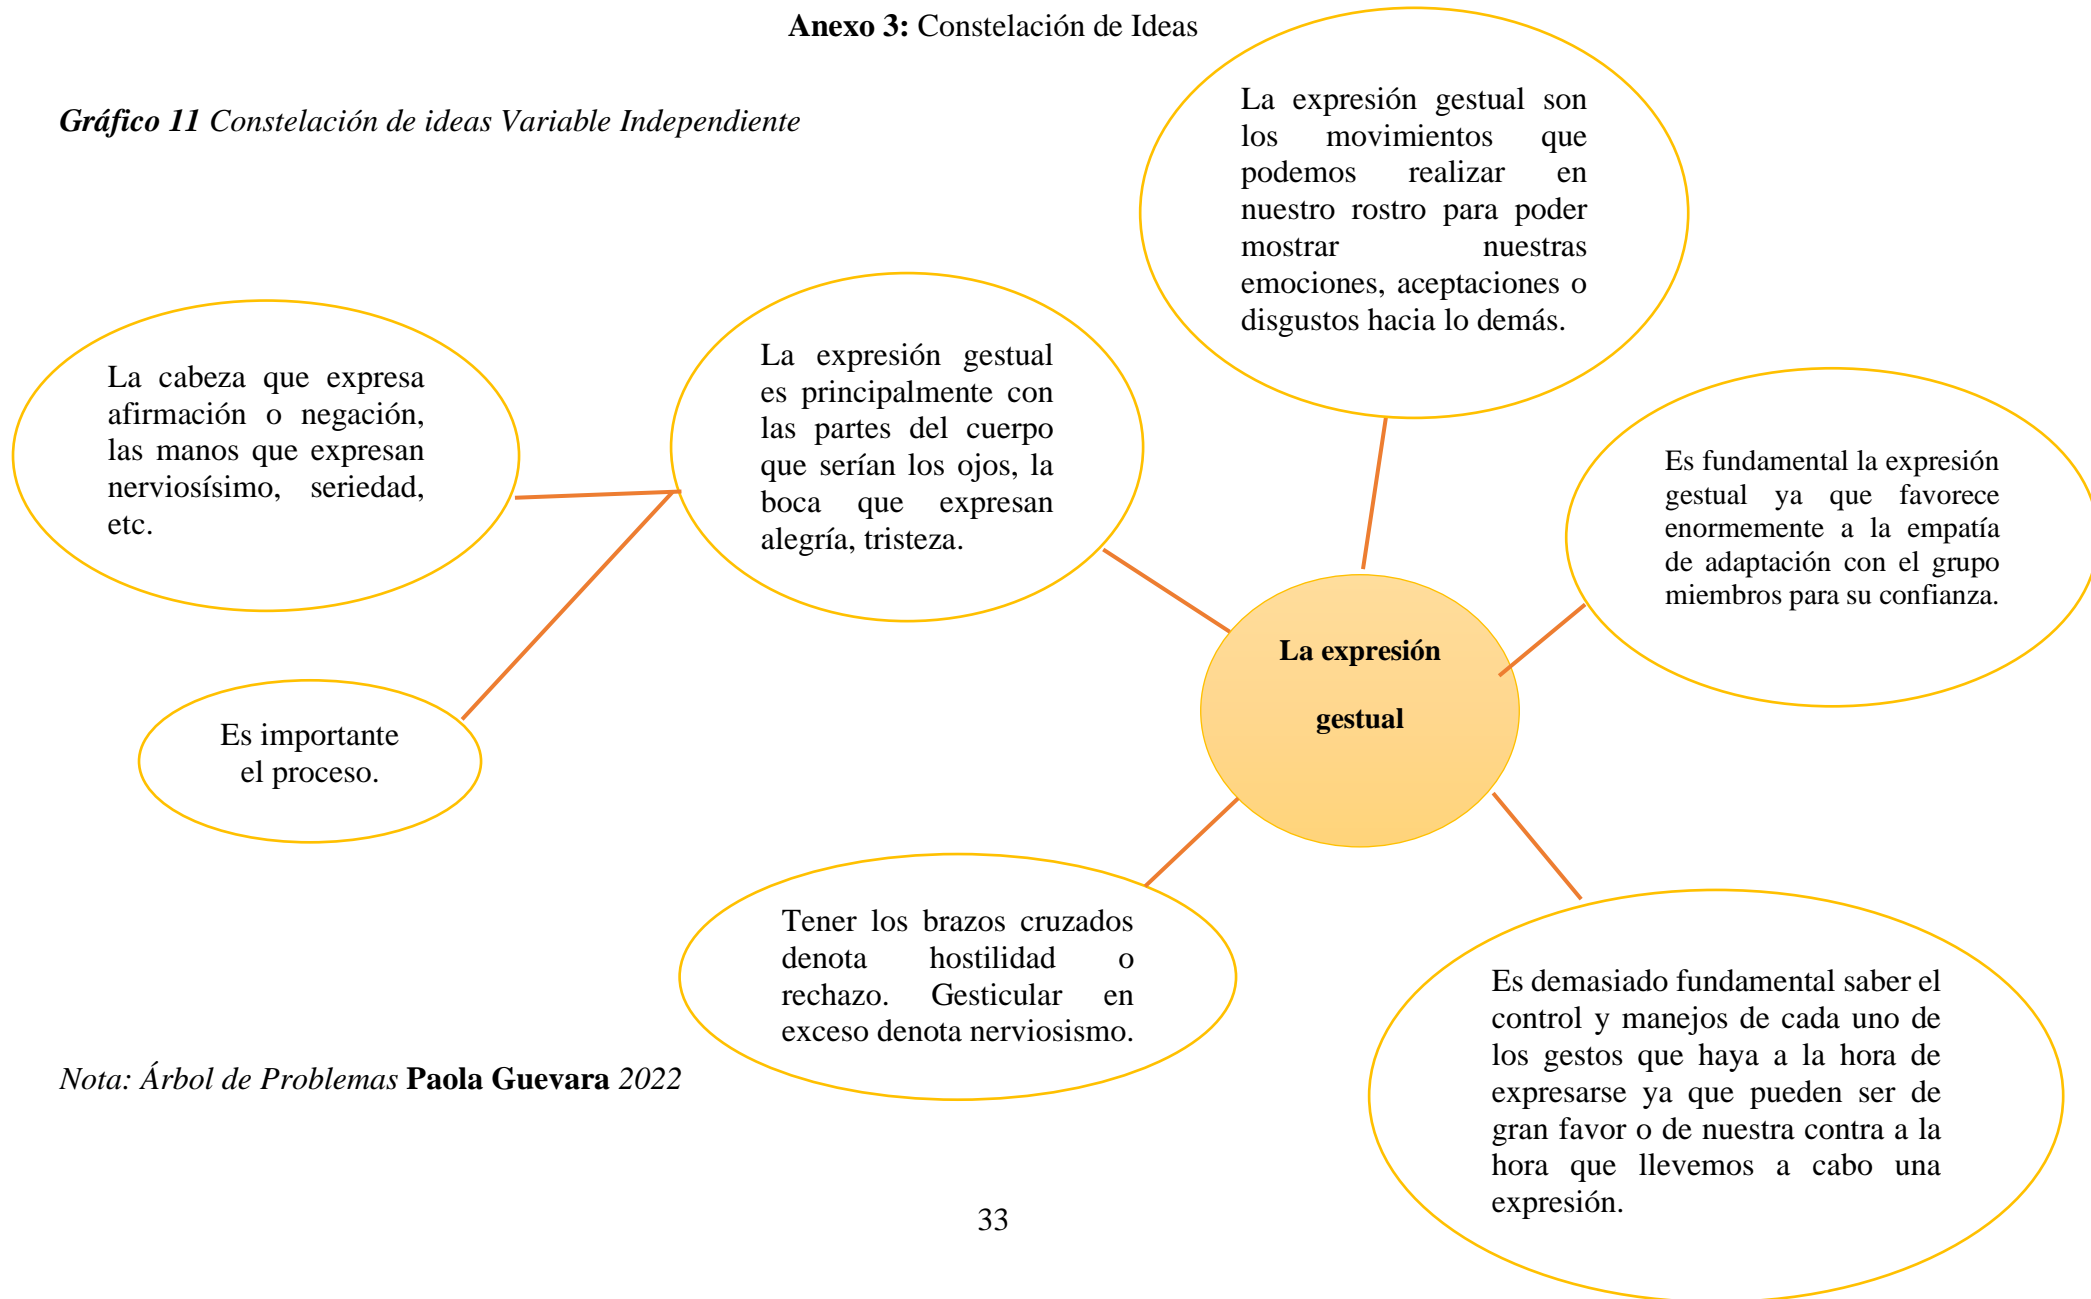 Anexo 3: Constelación de Ideas
Gráfico 11 Constelación de ideas Variable Independiente
La expresión gestual son
los movimientos que
podemos realizar en
nuestro rostro para poder
mostrar nuestras
emociones, aceptaciones o
disgustos hacia lo demás.
La cabeza que expresa
afirmación o negación,
las manos que expresan
nerviosísimo, seriedad,
etc.
La expresión gestual
es principalmente con
las partes del cuerpo
que serían los ojos, la
boca que expresan
alegría, tristeza.
Es fundamental la expresión
gestual ya que favorece
enormemente a la empatía
de adaptación con el grupo
miembros para su confianza.
La expresión
gestual
Es importante
el proceso.
Tener los brazos cruzados
denota hostilidad o
rechazo. Gesticular en
exceso denota nerviosismo.
Es demasiado fundamental saber el
control y manejos de cada uno de
los gestos que haya a la hora de
expresarse ya que pueden ser de
gran favor o de nuestra contra a la
hora que llevemos a cabo una
expresión.
Nota: Árbol de Problemas Paola Guevara 2022
33